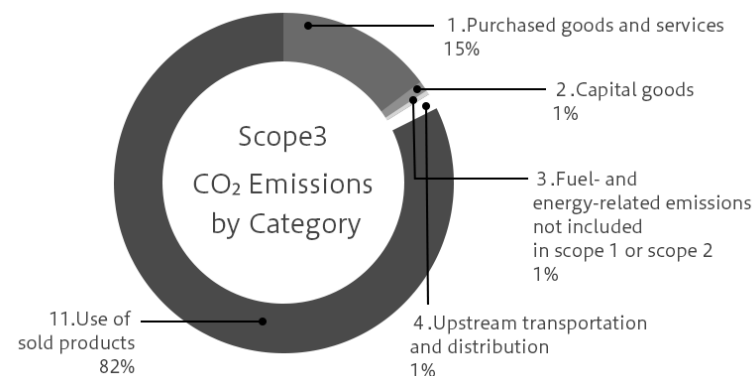 1.Purchased goods and services
15%
2.Capital goods
1%
Scope3
CO₂ Emissions
by Category
3.Fuel- and
energy-related emissions
not included
in scope 1 or scope 2
1%
11.Use of
sold products
82%
4.Upstream transportation
and distribution
1%